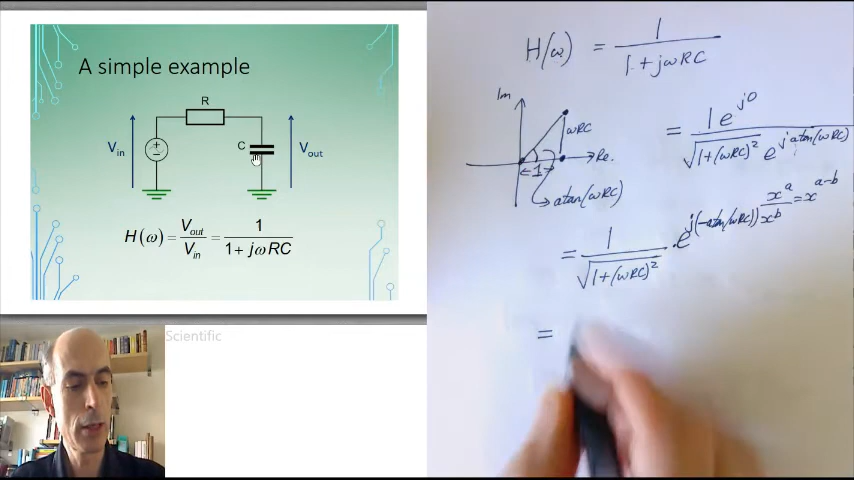 A simple example
R
V_in
C
V_out
H(ω) = V_out / V_in = 1 / (1 + jωRC)
Scientific
H(ω) = 1 / (1 + jωRC)
Im
ωRC
Re.
1
atan(ωRC)
= 1e^{j0} / (√(1+(ωRC)²) e^{j atan(ωRC)})
x^a / x^b = x^{a-b}
= 1 / √(1+(ωRC)²) · e^{j(-atan(ωRC))}
=